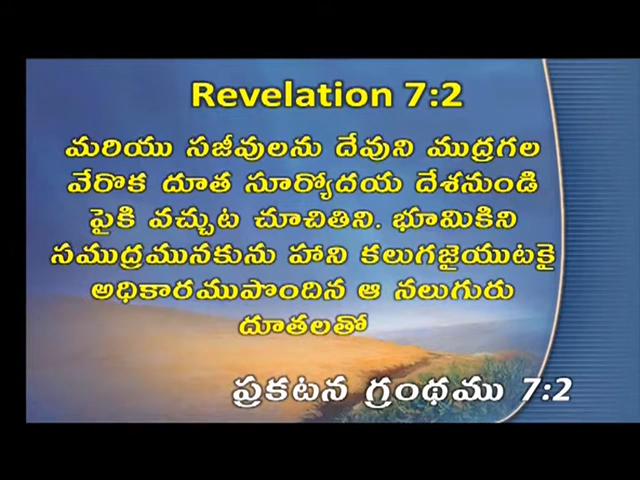 Revelation 7:2
మరియు సజీవులను దేవుని ముద్రగల
వేరొక దూత సూర్యోదయ దేశనుండి
పైకి వచ్చుట చూచితిని. భూమికిని
సముద్రమునకును హాని కలుగజైయుటకై
అధికారముపొందిన ఆ నలుగురు
దూతలతో
ప్రకటన గ్రంథము 7:2